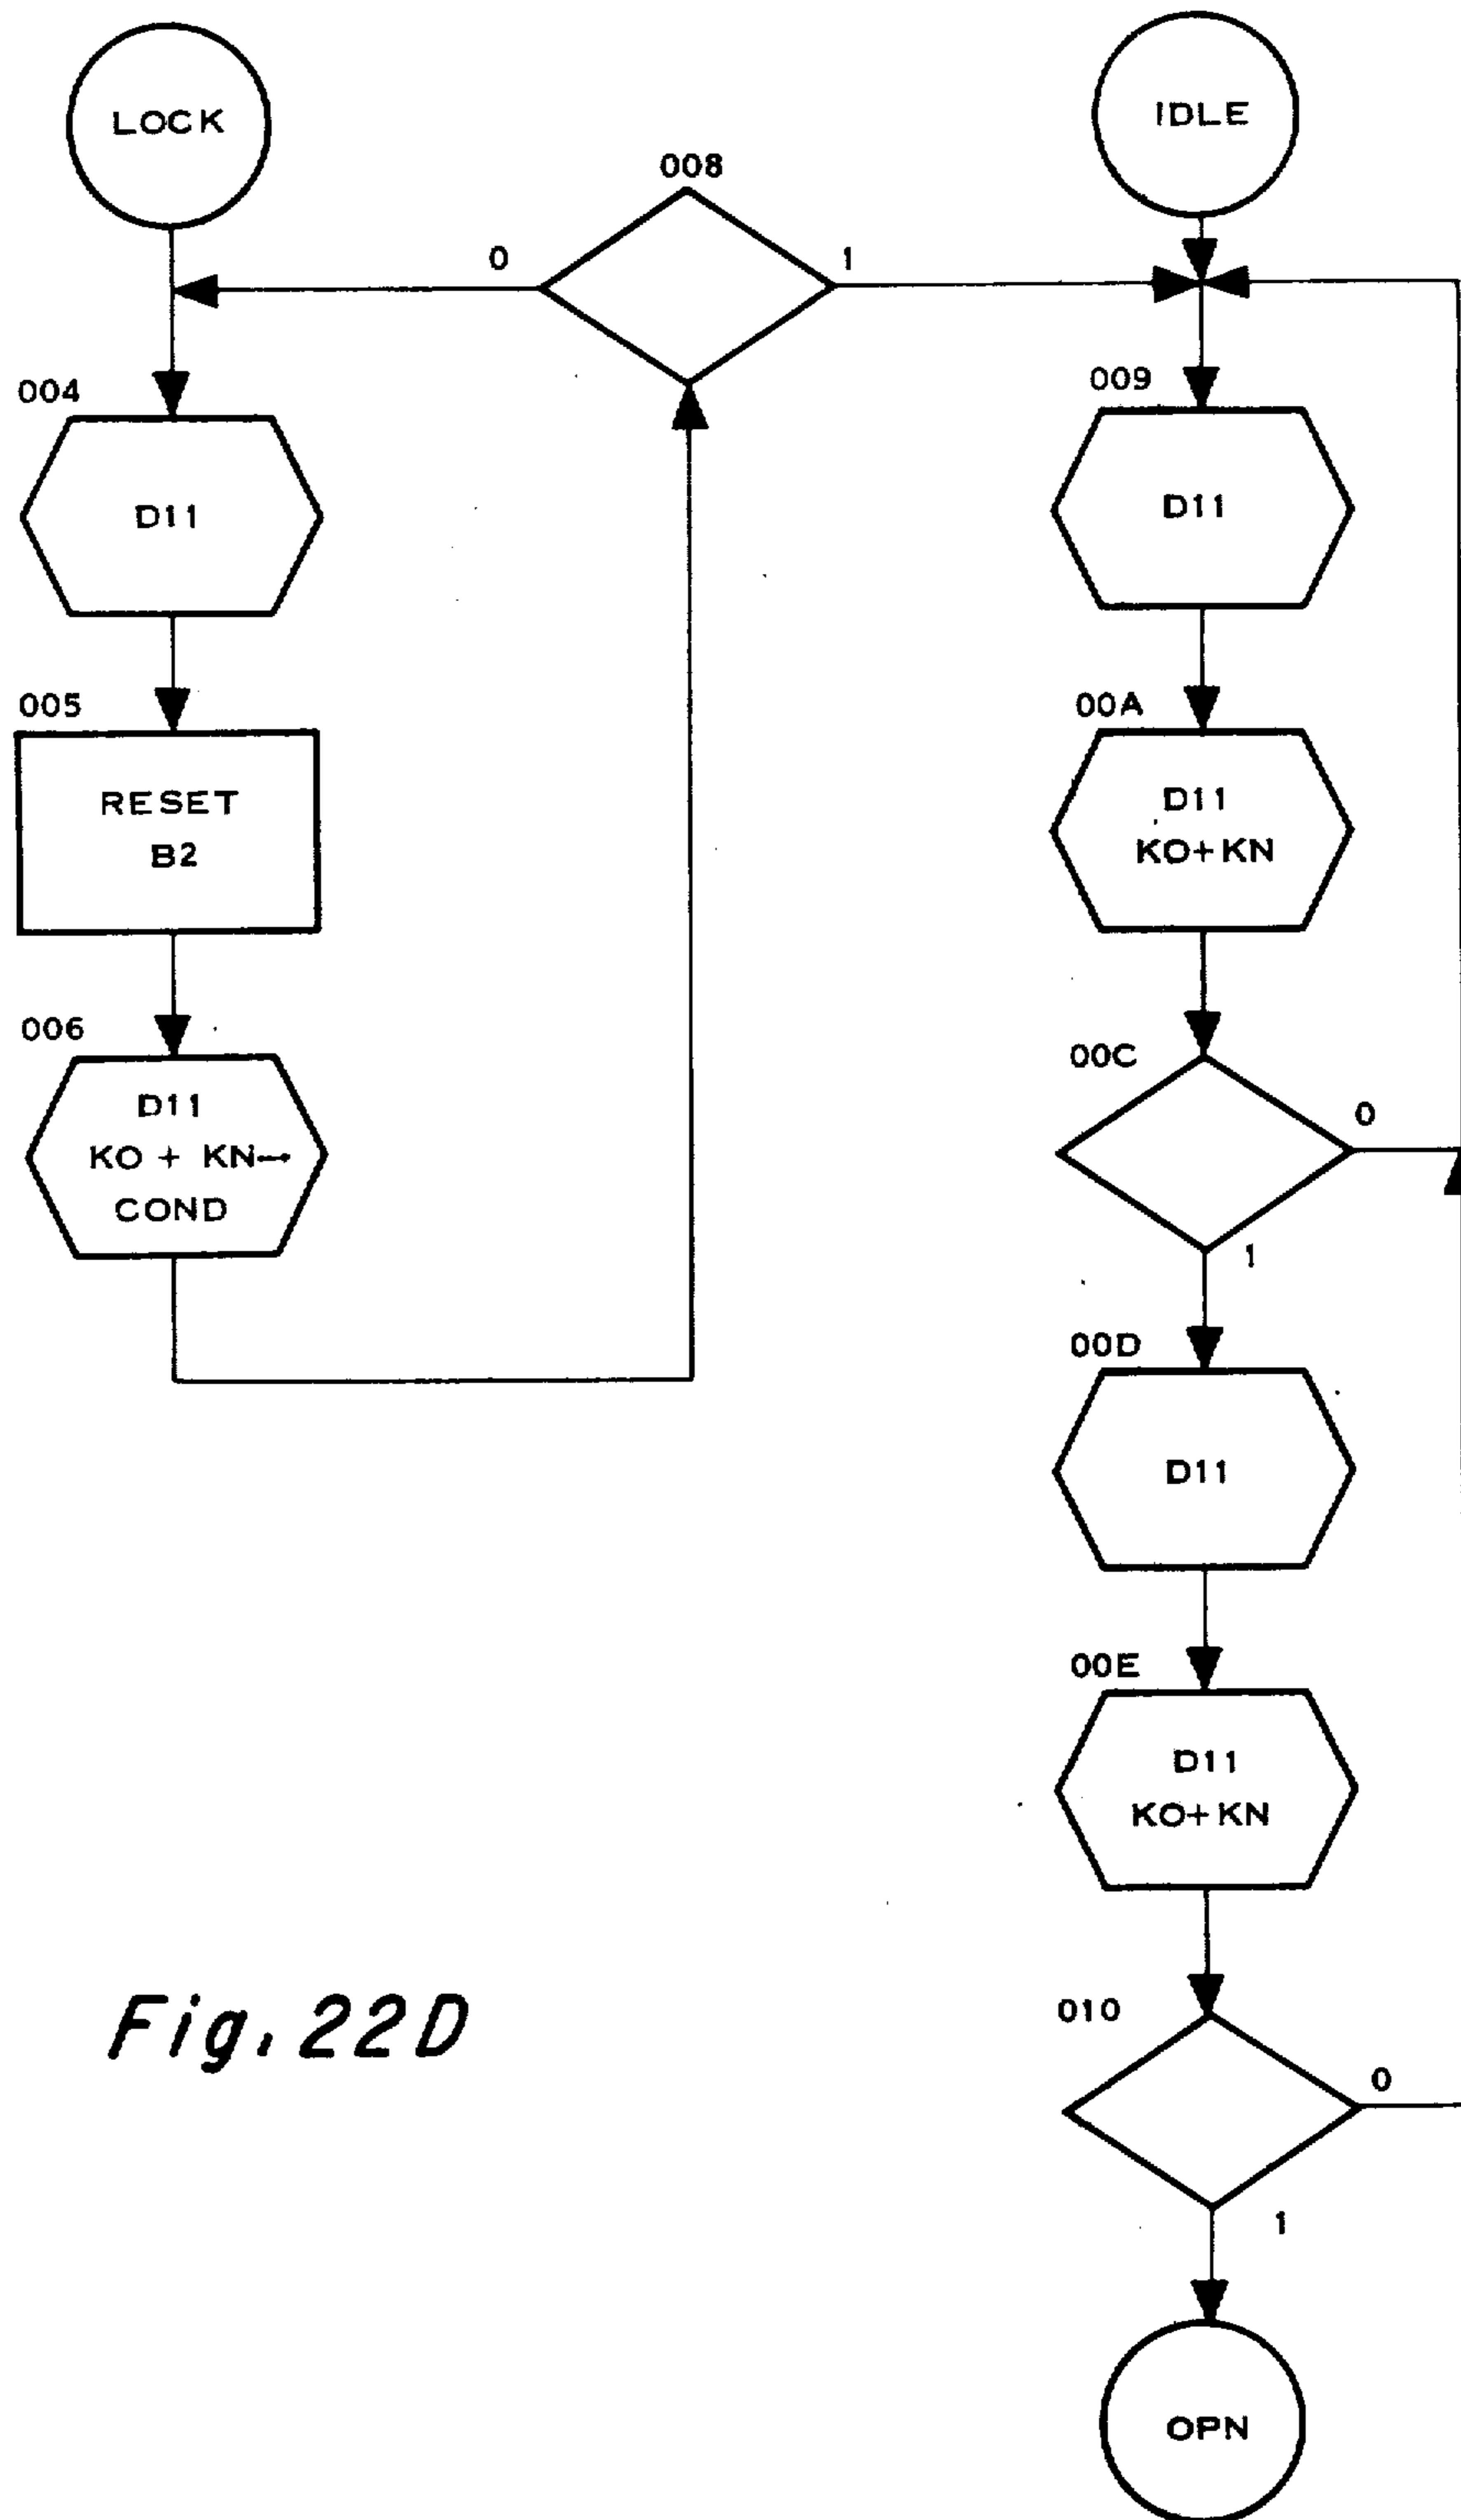 LOCK
004
D11
005
RESET
B2
006
D11
KO + KN→
COND
008
0
1
IDLE
009
D11
00A
D11
KO+KN
00C
0
1
00D
D11
00E
D11
KO+KN
010
0
1
OPN
Fig. 22D